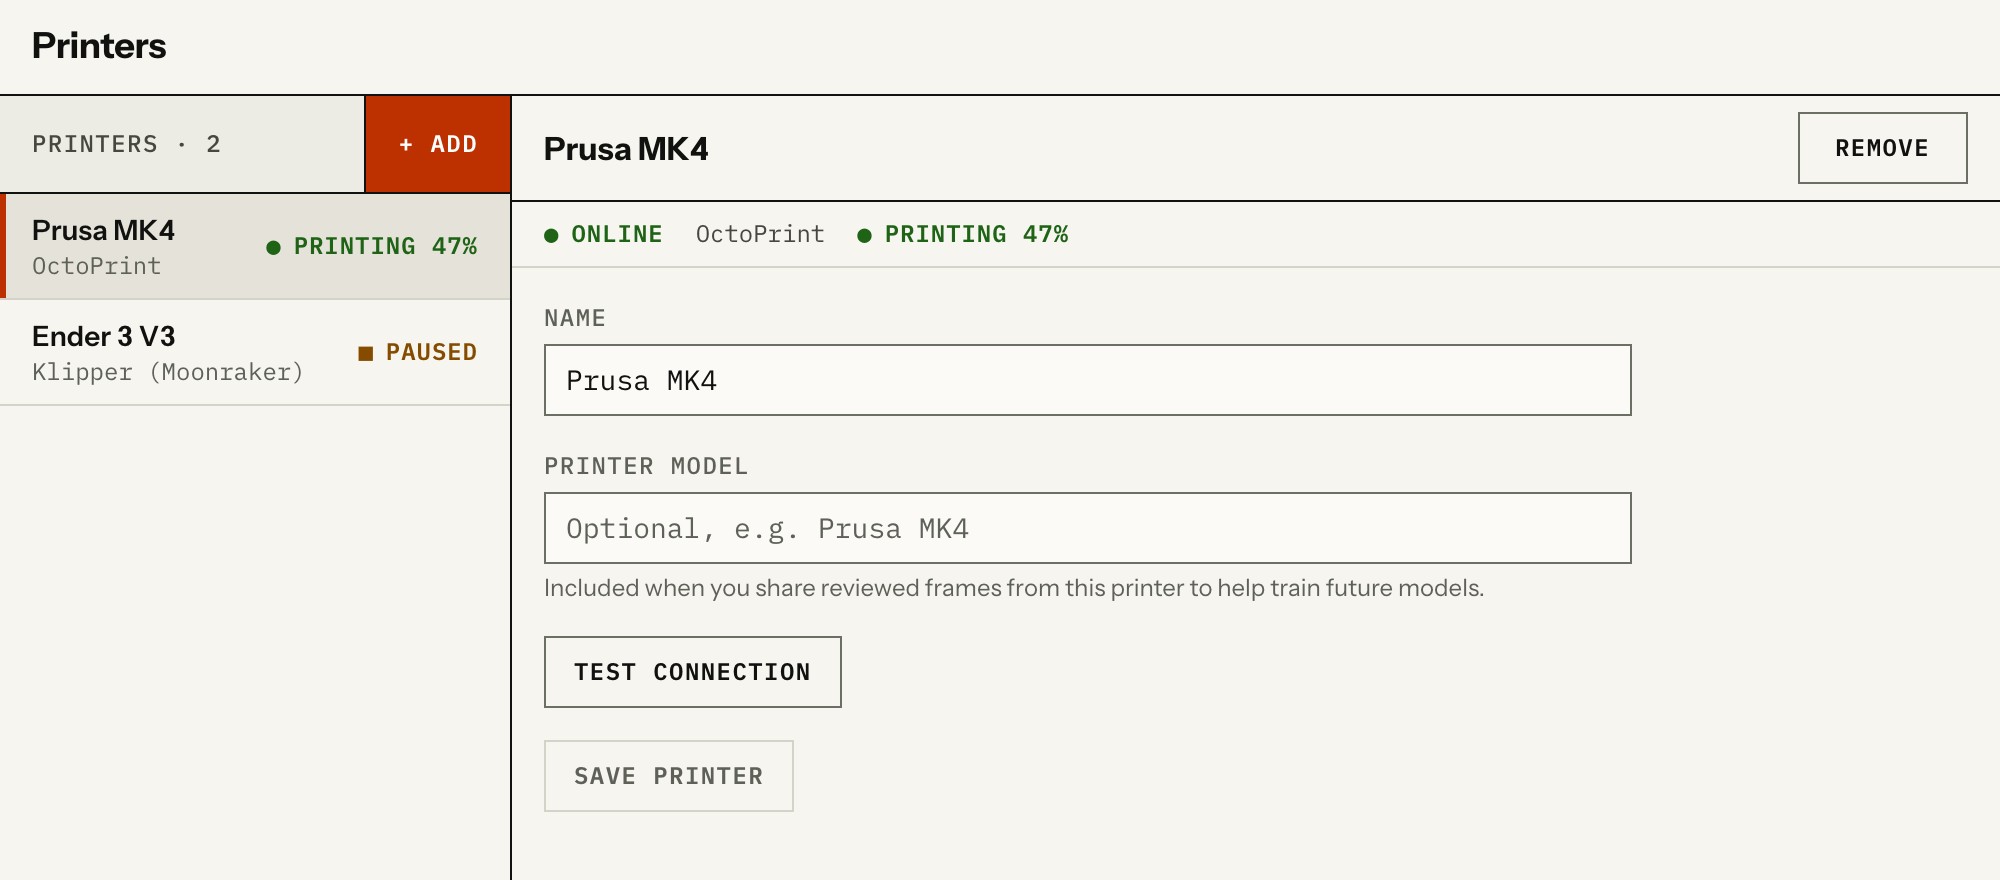 Printers
PRINTERS · 2
+ ADD
Prusa MK4
OctoPrint
● PRINTING 47%
Ender 3 V3
Klipper (Moonraker)
■ PAUSED
Prusa MK4
REMOVE
● ONLINE OctoPrint ● PRINTING 47%
NAME
Prusa MK4
PRINTER MODEL
Optional, e.g. Prusa MK4
Included when you share reviewed frames from this printer to help train future models.
TEST CONNECTION
SAVE PRINTER